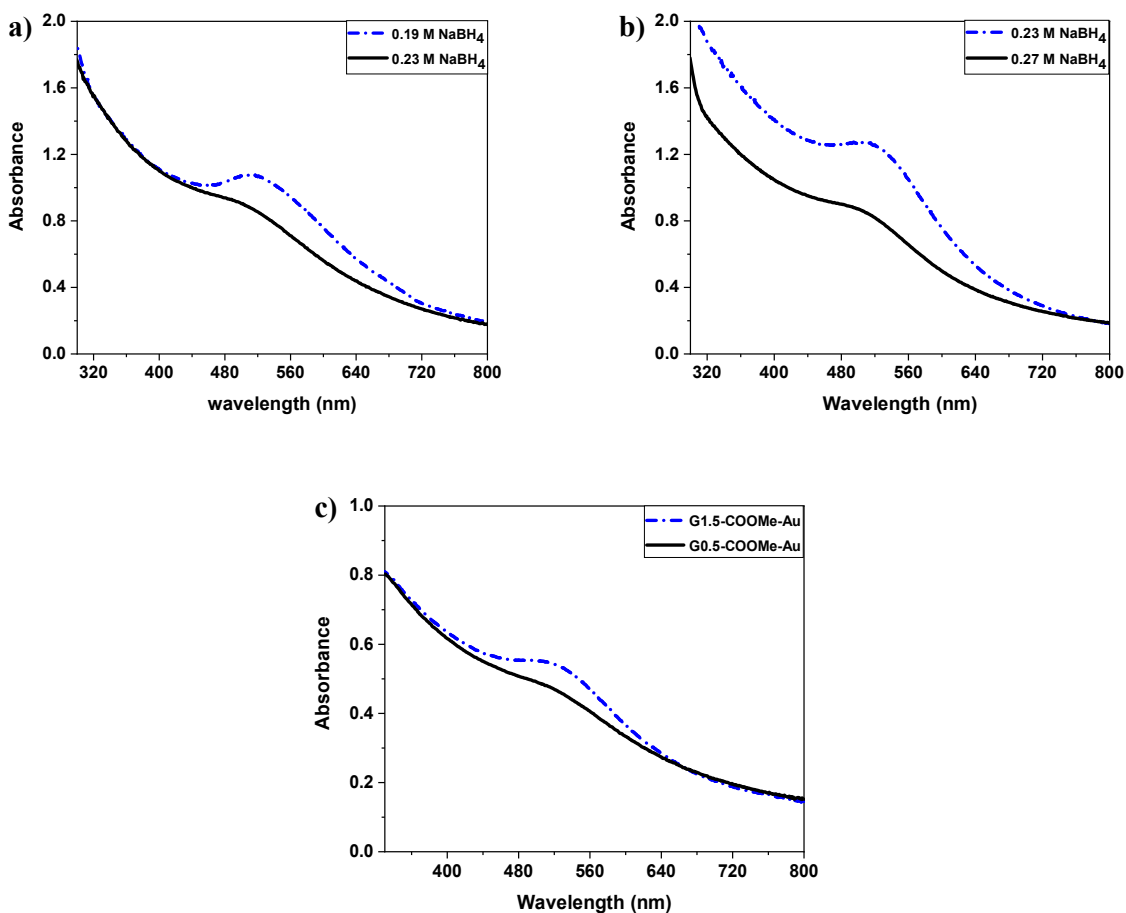 a)
2.0
1.6
1.2
0.8
0.4
0.0
Absorbance
0.19 M NaBH4
0.23 M NaBH4
320 400 480 560 640 720 800
wavelength (nm)
b)
2.0
1.6
1.2
0.8
0.4
0.0
Absorbance
0.23 M NaBH4
0.27 M NaBH4
320 400 480 560 640 720 800
Wavelength (nm)
c)
1.0
0.8
0.6
0.4
0.2
0.0
Absorbance
G1.5-COOMe-Au
G0.5-COOMe-Au
400 480 560 640 720 800
Wavelength (nm)